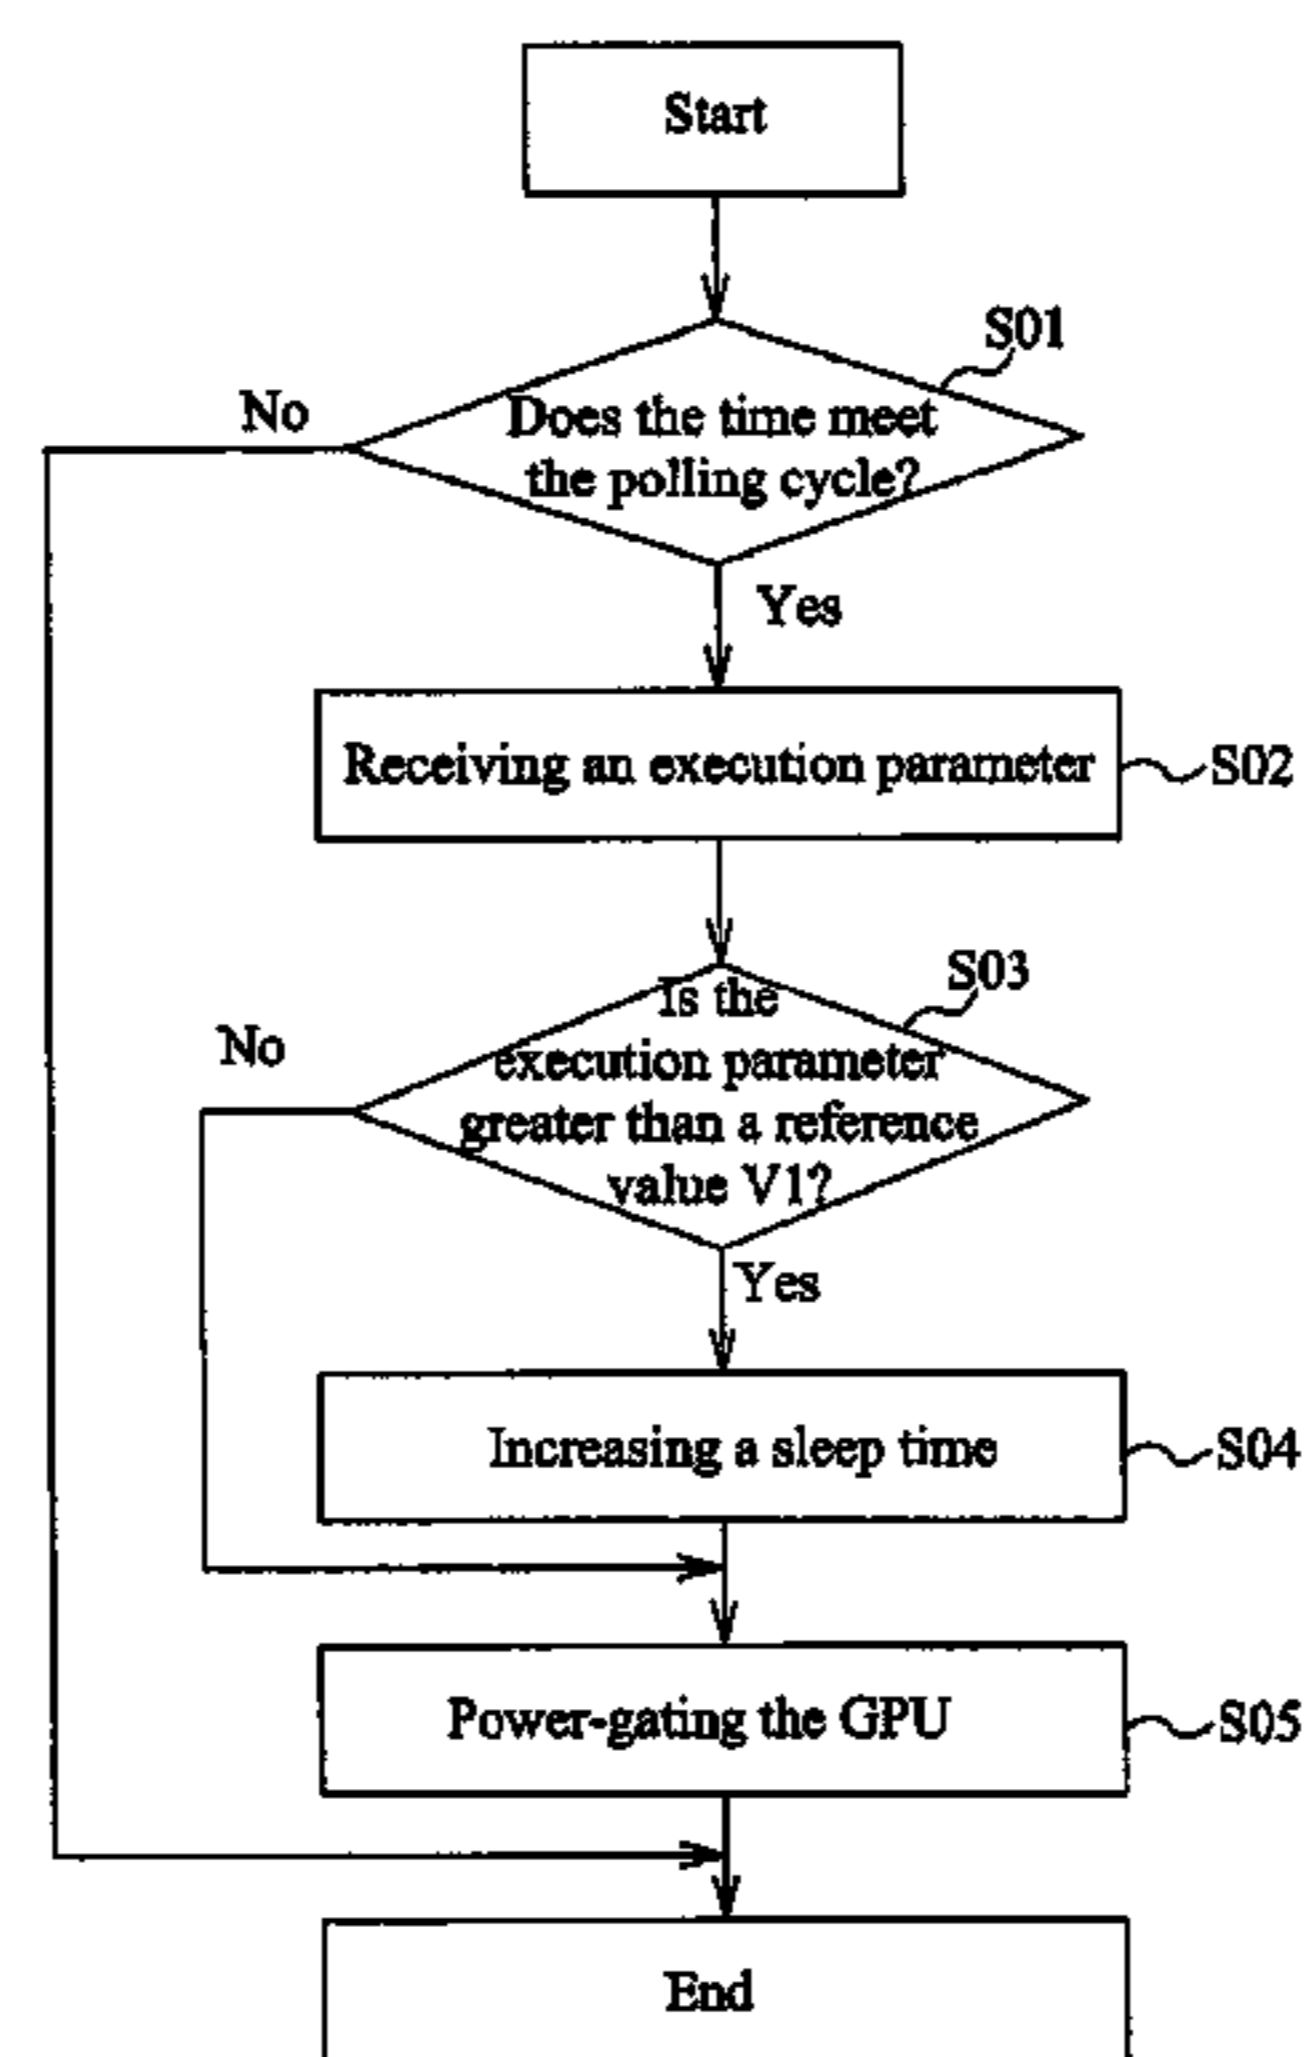 Start
S01
No
Does the time meet
the polling cycle?
Yes
Receiving an execution parameter
S02
S03
Is the
No
execution parameter
greater than a reference
value V1?
Yes
Increasing a sleep time
S04
Power-gating the GPU
S05
End